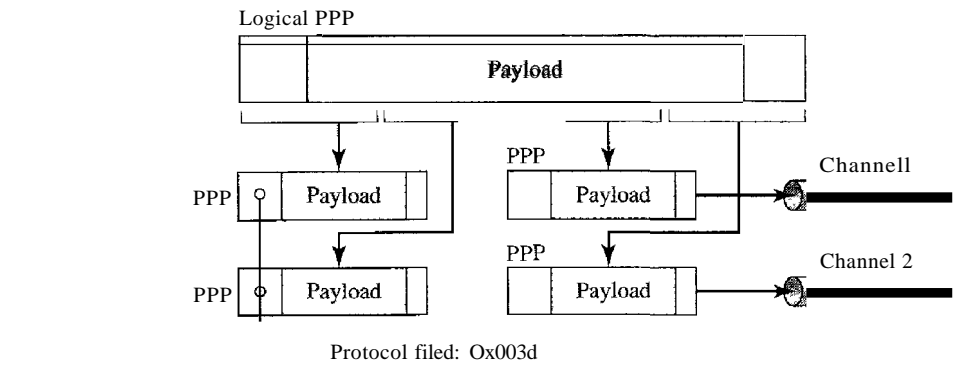 Logical PPP
Payload
PPP
Channell
PPP
Payload
Payload
PPP
Channel 2
PPP
Payload
Payload
Protocol filed: Ox003d